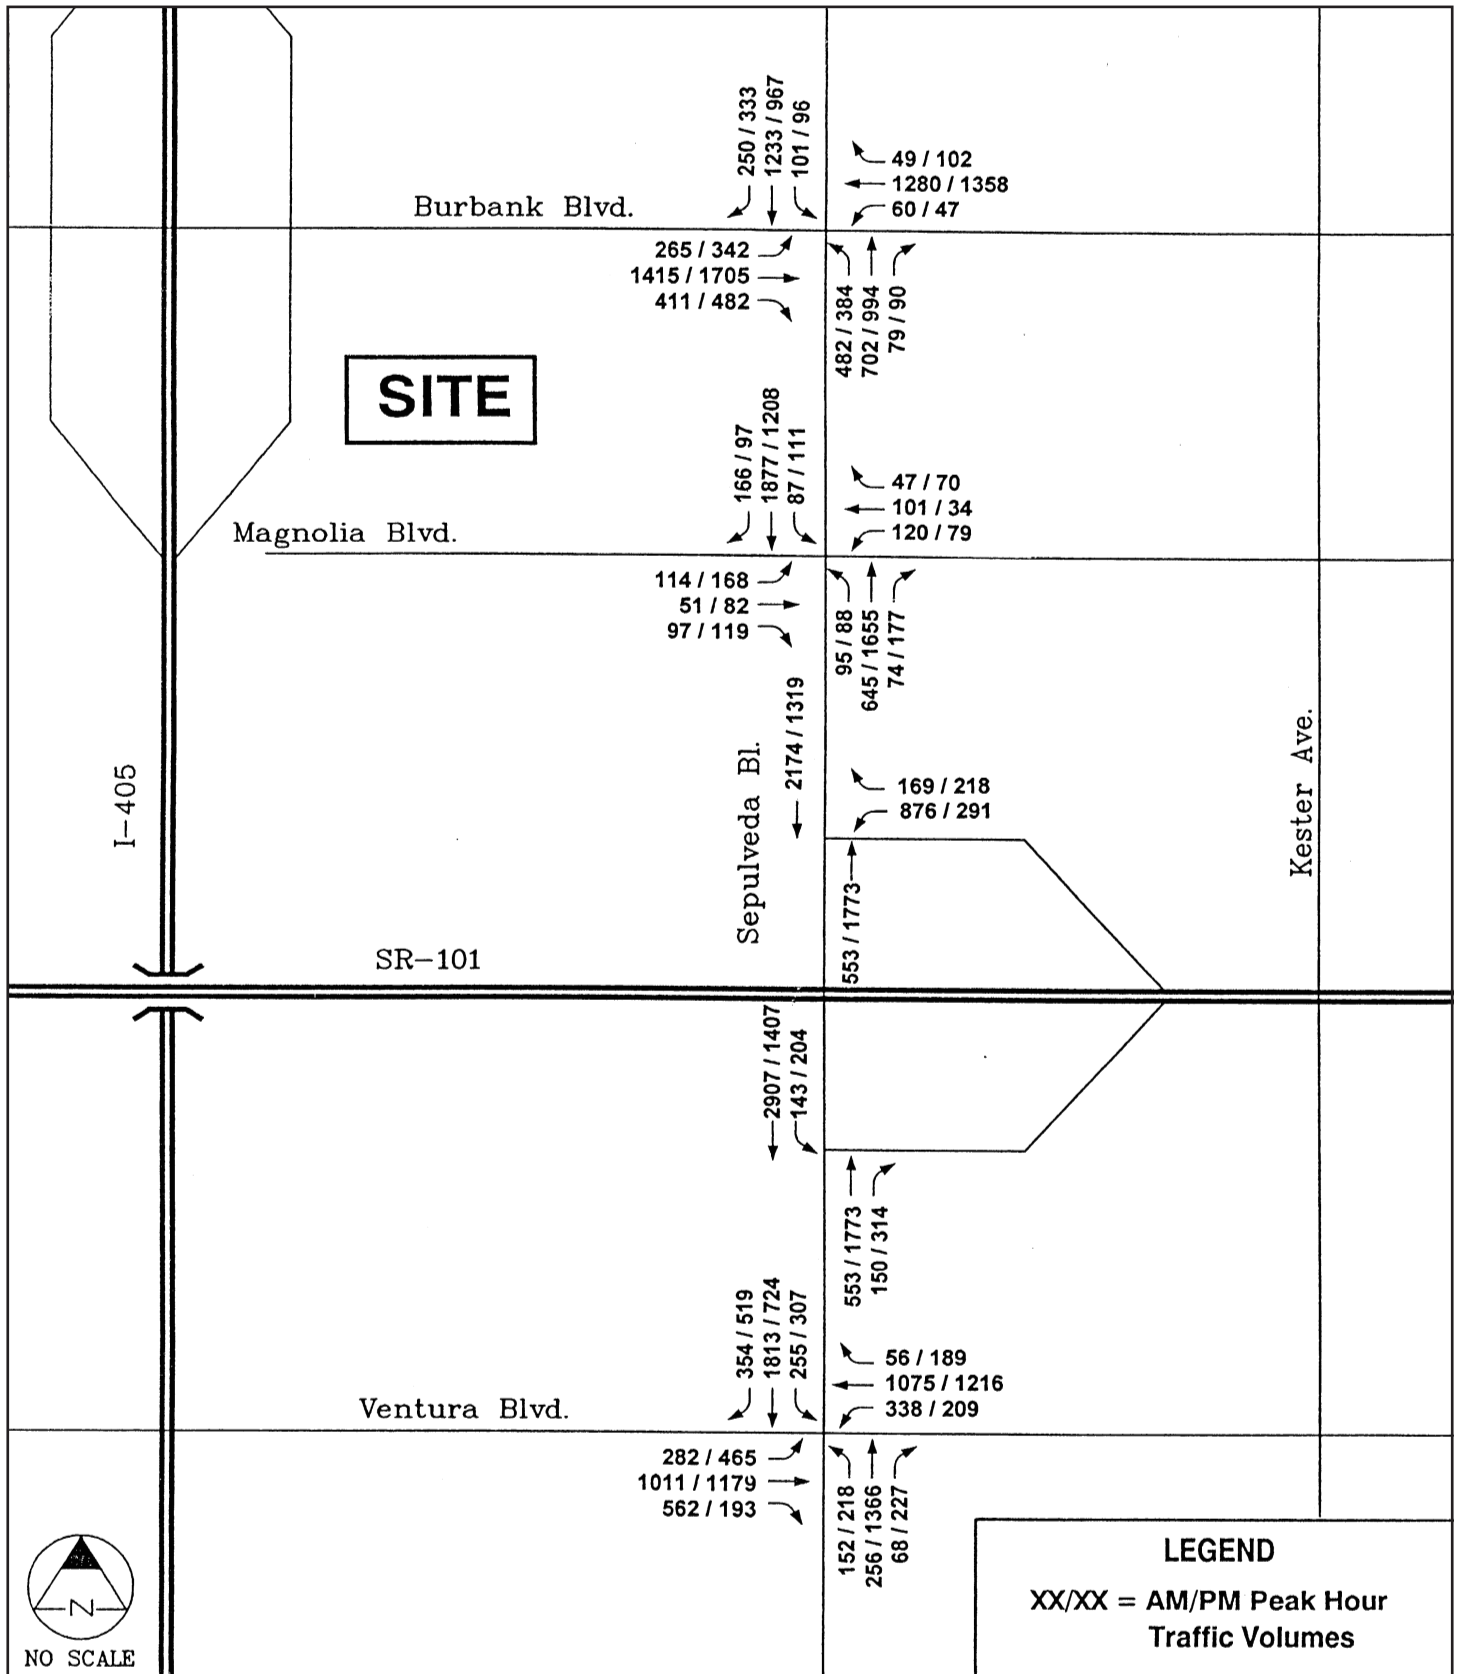 250 / 333
1233 / 967
101 / 96
49 / 102
1280 / 1358
60 / 47
Burbank Blvd.
265 / 342
1415 / 1705
411 / 482
482 / 384
702 / 994
79 / 90
SITE
166 / 97
1877 / 1208
87 / 111
47 / 70
101 / 34
120 / 79
Magnolia Blvd.
114 / 168
51 / 82
97 / 119
95 / 88
645 / 1655
74 / 177
2174 / 1319
I-405
Sepulveda Bl.
169 / 218
876 / 291
Kester Ave.
553 / 1773
SR-101
2907 / 1407
143 / 204
553 / 1773
150 / 314
354 / 519
1813 / 724
255 / 307
56 / 189
1075 / 1216
338 / 209
Ventura Blvd.
282 / 465
1011 / 1179
562 / 193
152 / 218
256 / 1366
68 / 227
N
NO SCALE
LEGEND
XX/XX = AM/PM Peak Hour
Traffic Volumes